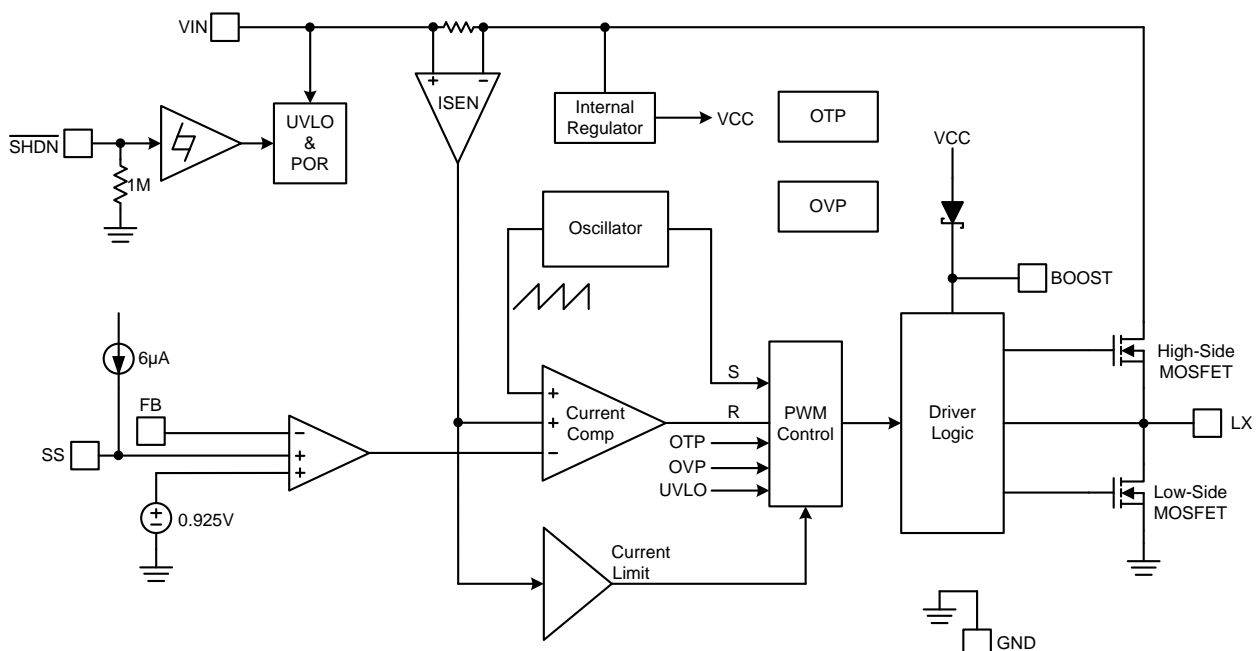 VIN
+
−
ISEN
Internal
Regulator
VCC
OTP
SHDN
UVLO
&
POR
1M
VCC
OVP
Oscillator
BOOST
6µA
High-Side
MOSFET
FB
S
+
−
+
Current
Comp
R
PWM
Control
Driver
Logic
LX
SS
+
OTP
−
+
OVP
UVLO
Low-Side
MOSFET
+
−
0.925V
Current
Limit
GND